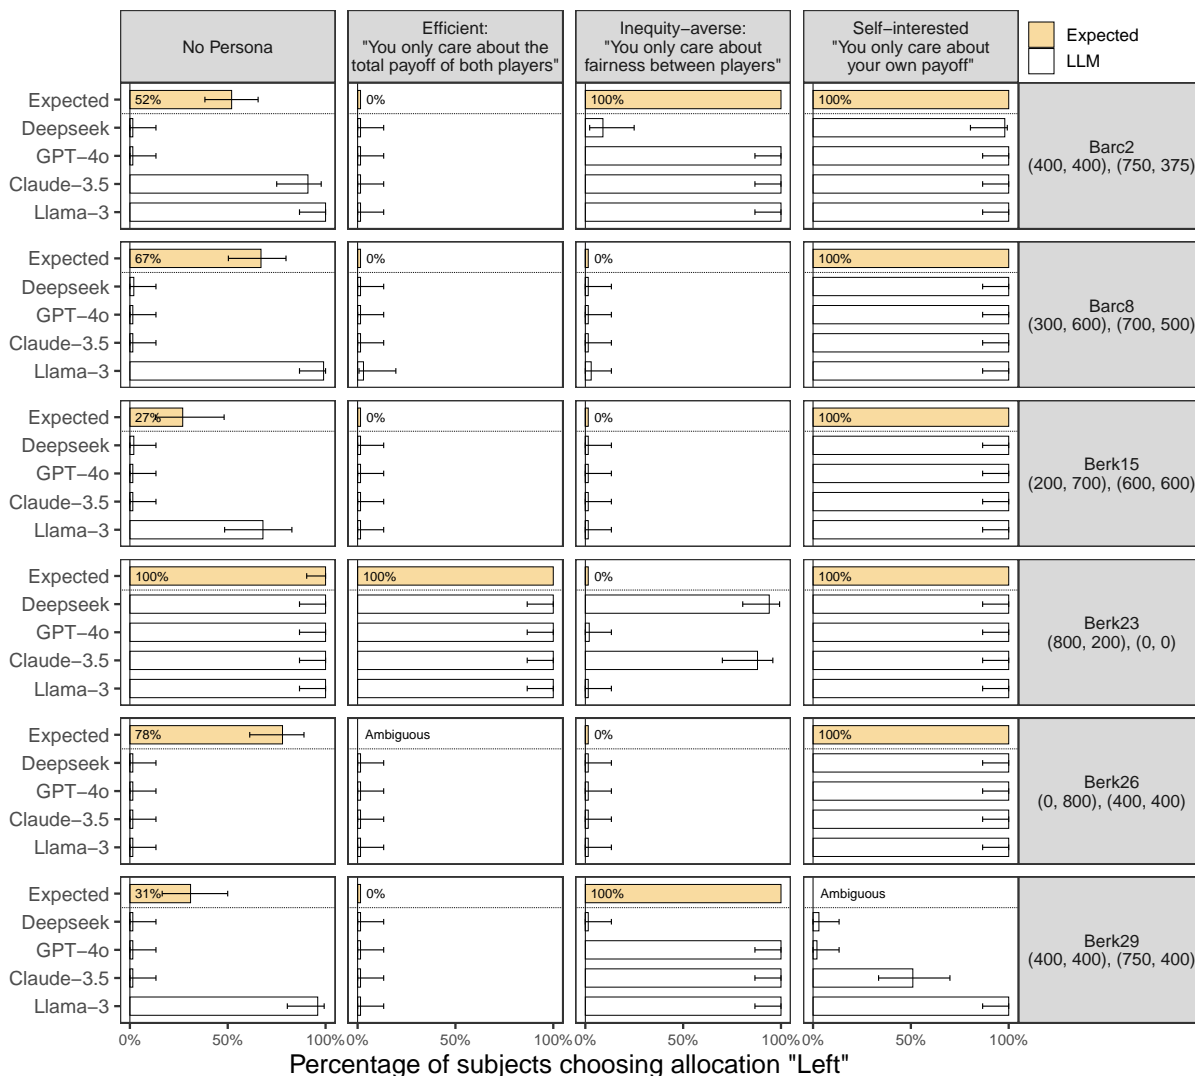 No Persona
Efficient:
"You only care about the
total payoff of both players"
Inequity−averse:
"You only care about
fairness between players"
Self−interested
"You only care about
your own payoff"
Expected
LLM
Expected
Deepseek
GPT−4o
Claude−3.5
Llama−3
52%
0%
100%
100%
Barc2
(400, 400), (750, 375)
Expected
Deepseek
GPT−4o
Claude−3.5
Llama−3
67%
0%
0%
100%
Barc8
(300, 600), (700, 500)
Expected
Deepseek
GPT−4o
Claude−3.5
Llama−3
27%
0%
0%
100%
Berk15
(200, 700), (600, 600)
Expected
Deepseek
GPT−4o
Claude−3.5
Llama−3
100%
100%
0%
100%
Berk23
(800, 200), (0, 0)
Expected
Deepseek
GPT−4o
Claude−3.5
Llama−3
78%
Ambiguous
0%
100%
Berk26
(0, 800), (400, 400)
Expected
Deepseek
GPT−4o
Claude−3.5
Llama−3
31%
0%
100%
Ambiguous
Berk29
(400, 400), (750, 400)
0% 50% 100% 0% 50% 100% 0% 50% 100% 0% 50% 100%
Percentage of subjects choosing allocation "Left"